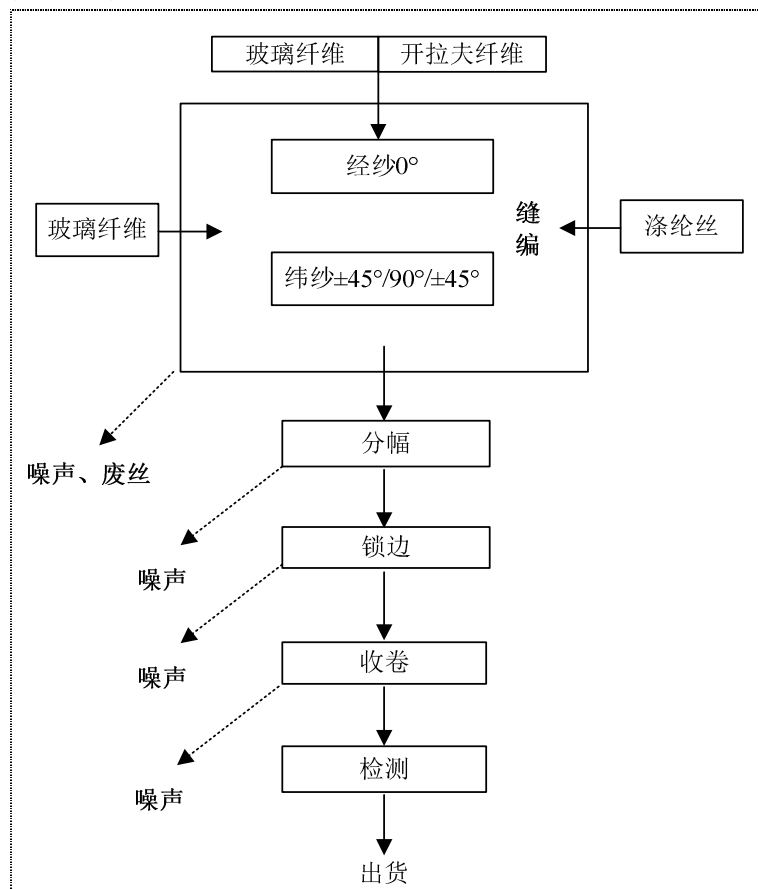 玻璃纤维
开拉夫纤维
经纱0°
玻璃纤维
缝
编
涤纶丝
纬纱±45°/90°/±45°
分幅
噪声、废丝
锁边
噪声
收卷
噪声
检测
噪声
出货